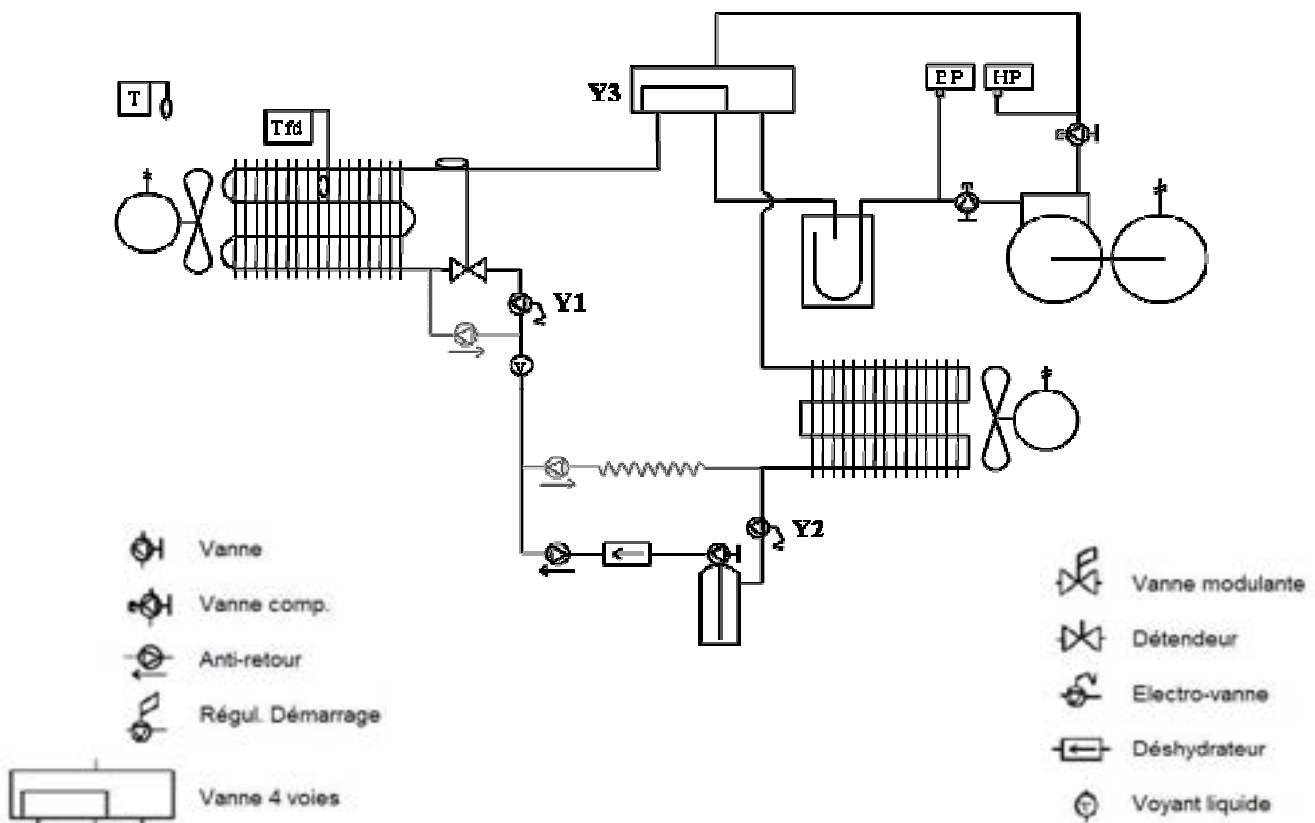 T
Tfd
Y3
BP
HP
Y1
Y2
Vanne
Vanne comp.
Anti-retour
Régul. Démarrage
Vanne 4 voies
Vanne modulante
Détendeur
Electro-vanne
Déshydrateur
Voyant liquide